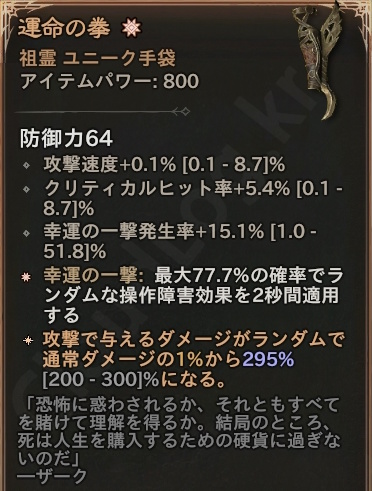 運命の拳
祖霊 ユニーク手袋
アイテムパワー: 800
防御力64
攻撃速度+0.1% [0.1 - 8.7]%
クリティカルヒット率+5.4% [0.1 -
8.7]%
幸運の一撃発生率+15.1% [1.0 -
51.8]%
幸運の一撃: 最大77.7%の確率でラ
ンダムな操作障害効果を2秒間適用
する
攻撃で与えるダメージがランダムで
通常ダメージの1%から295%
[200 - 300]%になる。
「恐怖に惑わされるか、それともすべて
を賭けて理解を得るか。結局のところ、
死は人生を購入するための硬貨に過ぎな
いのだ」
―ザーク